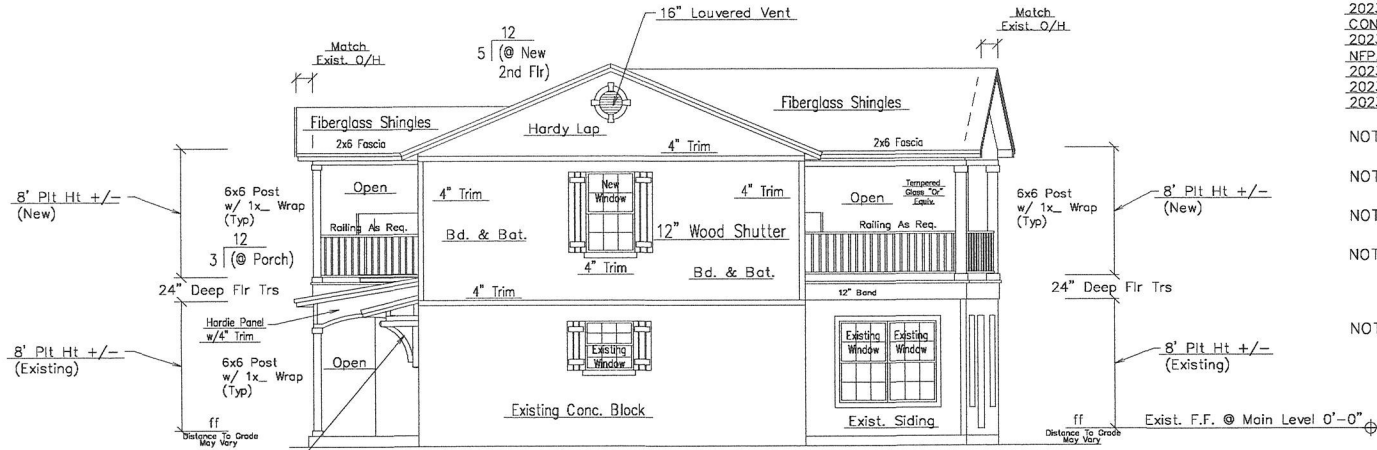 16" Louvered Vent
Match
Exist. O/H
12
5 (@ New
2nd Flr)
Match
Exist. O/H
Fiberglass Shingles
Fiberglass Shingles
Hardy Lap
2x6 Fascia
4" Trim
2x6 Fascia
8' Plt Ht +/-
(New)
6x6 Post
w/ 1x_ Wrap
(Typ)
Open
4" Trim
New
Window
4" Trim
Open
Tempered
Glass "Or"
Equiv.
6x6 Post
w/ 1x_ Wrap
(Typ)
8' Plt Ht +/-
(New)
Railing As Req.
Bd. & Bat.
12" Wood Shutter
Railing As Req.
12
3 (@ Porch)
4" Trim
Bd. & Bat.
24" Deep Flr Trs
4" Trim
12" Band
24" Deep Flr Trs
Hardie Panel
w/4" Trim
8' Plt Ht +/-
(Existing)
6x6 Post
w/ 1x_ Wrap
(Typ)
Open
Existing
Window
Existing
Window
Existing
Window
8' Plt Ht +/-
(Existing)
Existing Conc. Block
Exist. Siding
ff
Distance To Grade
May Vary
ff
Distance To Grade
May Vary
Exist. F.F. @ Main Level 0'-0"
CON
202
NFP
202
202
202
NOT
NOT
NOT
NOT
NOT